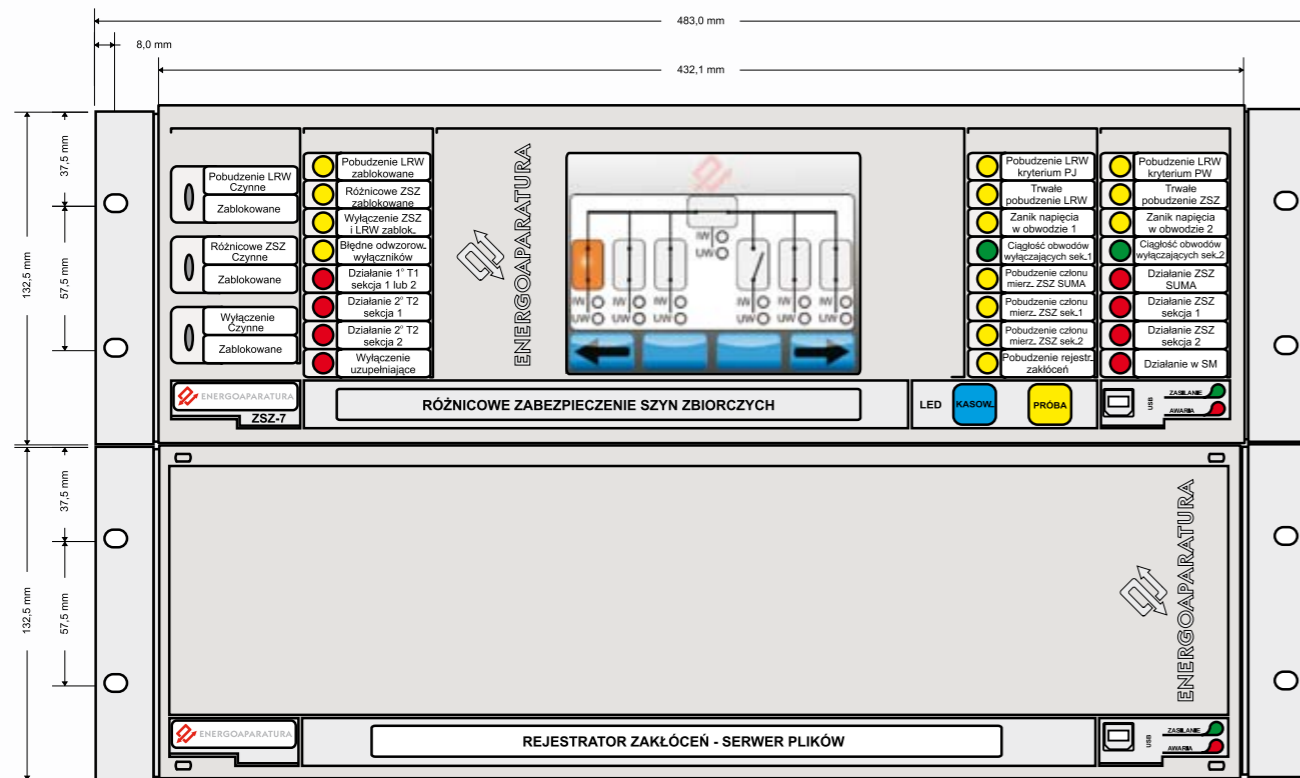 483,0 mm
8,0 mm
432,1 mm
132,5 mm
37,5 mm
57,5 mm
Pobudzenie LRW
Czynne
Zablokowane
Różnicowe ZSZ
Czynne
Zablokowane
Wyłączenie
Czynne
Zablokowane
Pobudzenie LRW
zablokowane
Różnicowe ZSZ
zablokowane
Wyłączenie ZSZ
i LRW zablok.
Błędne odwzorow.
wyłączników
Działanie 1° T1
sekcja 1 lub 2
Działanie 2° T2
sekcja 1
Działanie 2° T2
sekcja 2
Wyłączenie
uzupełniające
ENERGOAPARATURA
IW
UW
IW IW IW IW IW IW
UW UW UW UW UW UW
Pobudzenie LRW
kryterium PJ
Trwałe
pobudzenie LRW
Zanik napięcia
w obwodzie 1
Ciągłość obwodów
wyłączających sek.1
Pobudzenie członu
mierz. ZSZ SUMA
Pobudzenie członu
mierz. ZSZ sek.1
Pobudzenie członu
mierz. ZSZ sek.2
Pobudzenie rejestr.
zakłóceń
Pobudzenie LRW
kryterium PW
Trwałe
pobudzenie ZSZ
Zanik napięcia
w obwodzie 2
Ciągłość obwodów
wyłączających sek.2
Działanie ZSZ
SUMA
Działanie ZSZ
sekcja 1
Działanie ZSZ
sekcja 2
Działanie w SM
ENERGOAPARATURA
ZSZ-7
RÓŻNICOWE ZABEZPIECZENIE SZYN ZBIORCZYCH
LED
KASOW.
PRÓBA
USB
ZASILANIE
AWARIA
132,5 mm
37,5 mm
57,5 mm
ENERGOAPARATURA
ENERGOAPARATURA
REJESTRATOR ZAKŁÓCEŃ - SERWER PLIKÓW
USB
ZASILANIE
AWARIA